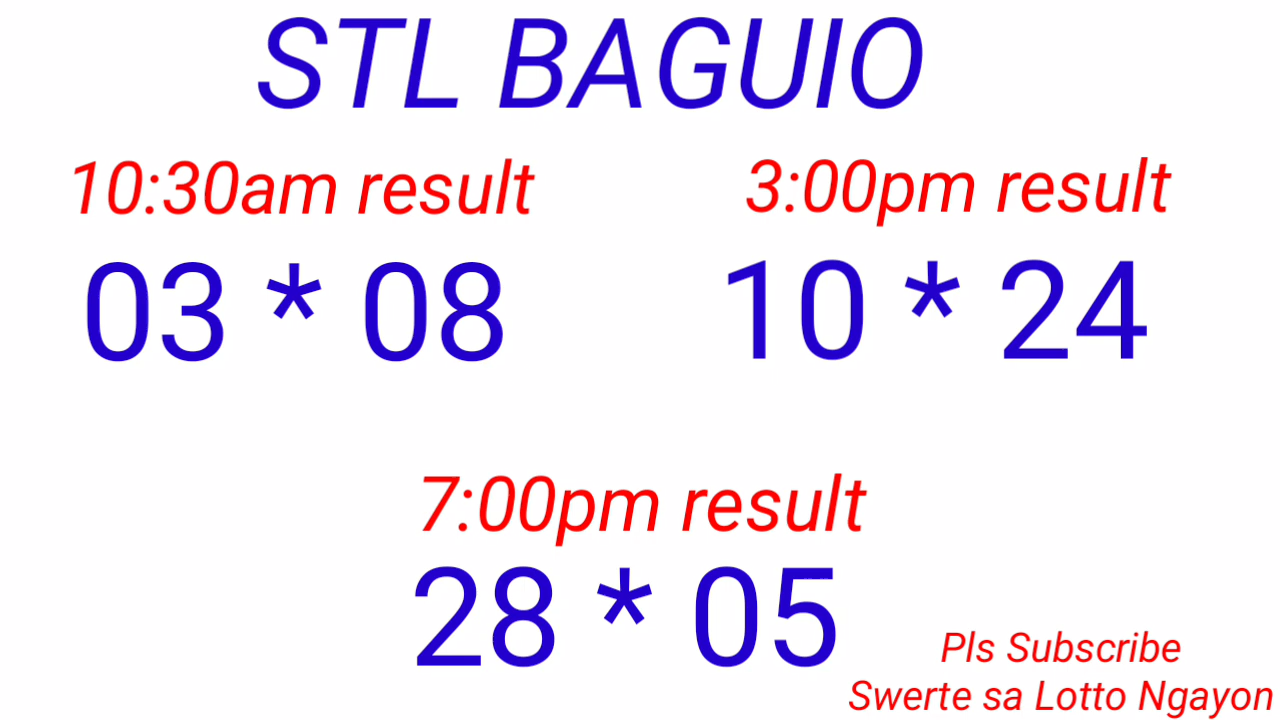 STL BAGUIO
10:30am result
03 * 08
3:00pm result
10 * 24
7:00pm result
28 * 05
Pls Subscribe
Swerte sa Lotto Ngayon